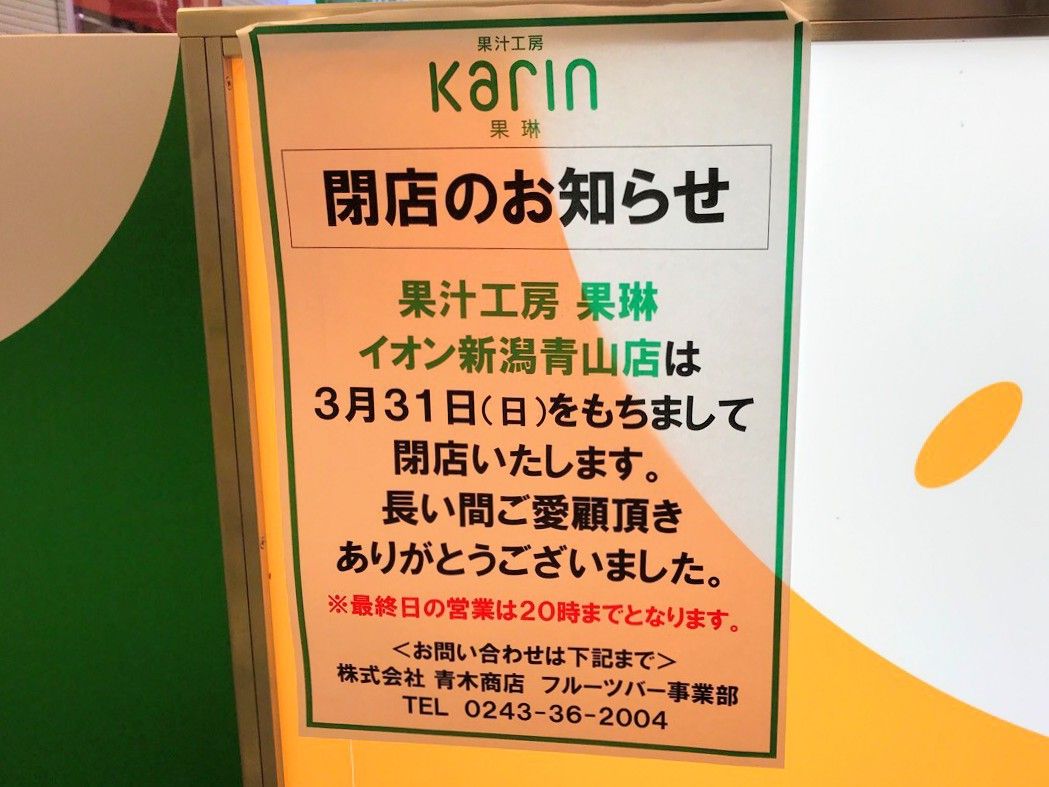 果汁工房
Karin
果琳
閉店のお知らせ
果汁工房 果琳
イオン新潟青山店は
3月31日(日)をもちまして
閉店いたします。
長い間ご愛顧頂き
ありがとうございました。
※最終日の営業は20時までとなります。
＜お問い合わせは下記まで＞
株式会社 青木商店 フルーツバー事業部
TEL 0243-36-2004